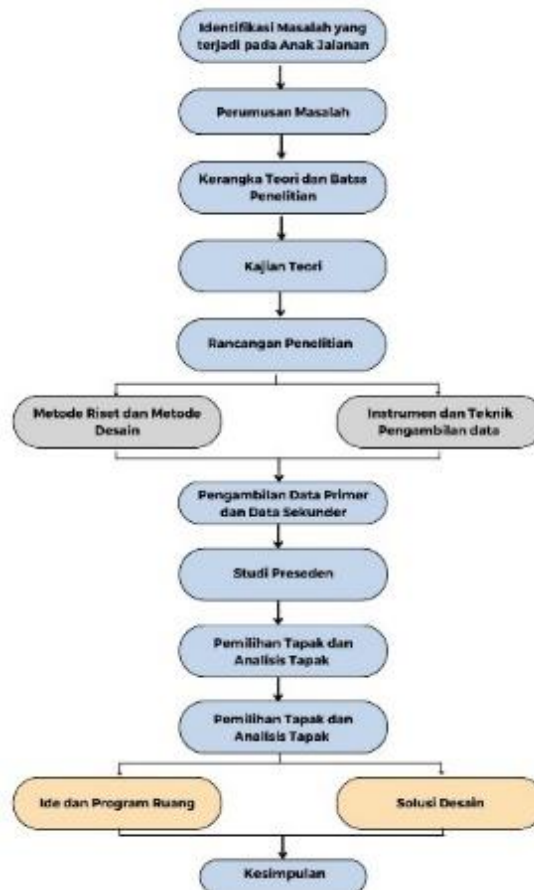 Identifikasi Masalah yang
terjadi pada Anak Jalanan
Perumusan Masalah
Kerangka Teori dan Batas
Penelitian
Kajian Teori
Rancangan Penelitian
Metode Riset dan Metode
Desain
Instrumen dan Teknik
Pengambilan data
Pengambilan Data Primer
dan Data Sekunder
Studi Preseden
Pemilihan Tapak dan
Analisis Tapak
Pemilihan Tapak dan
Analisis Tapak
Ide dan Program Ruang
Solusi Desain
Kesimpulan